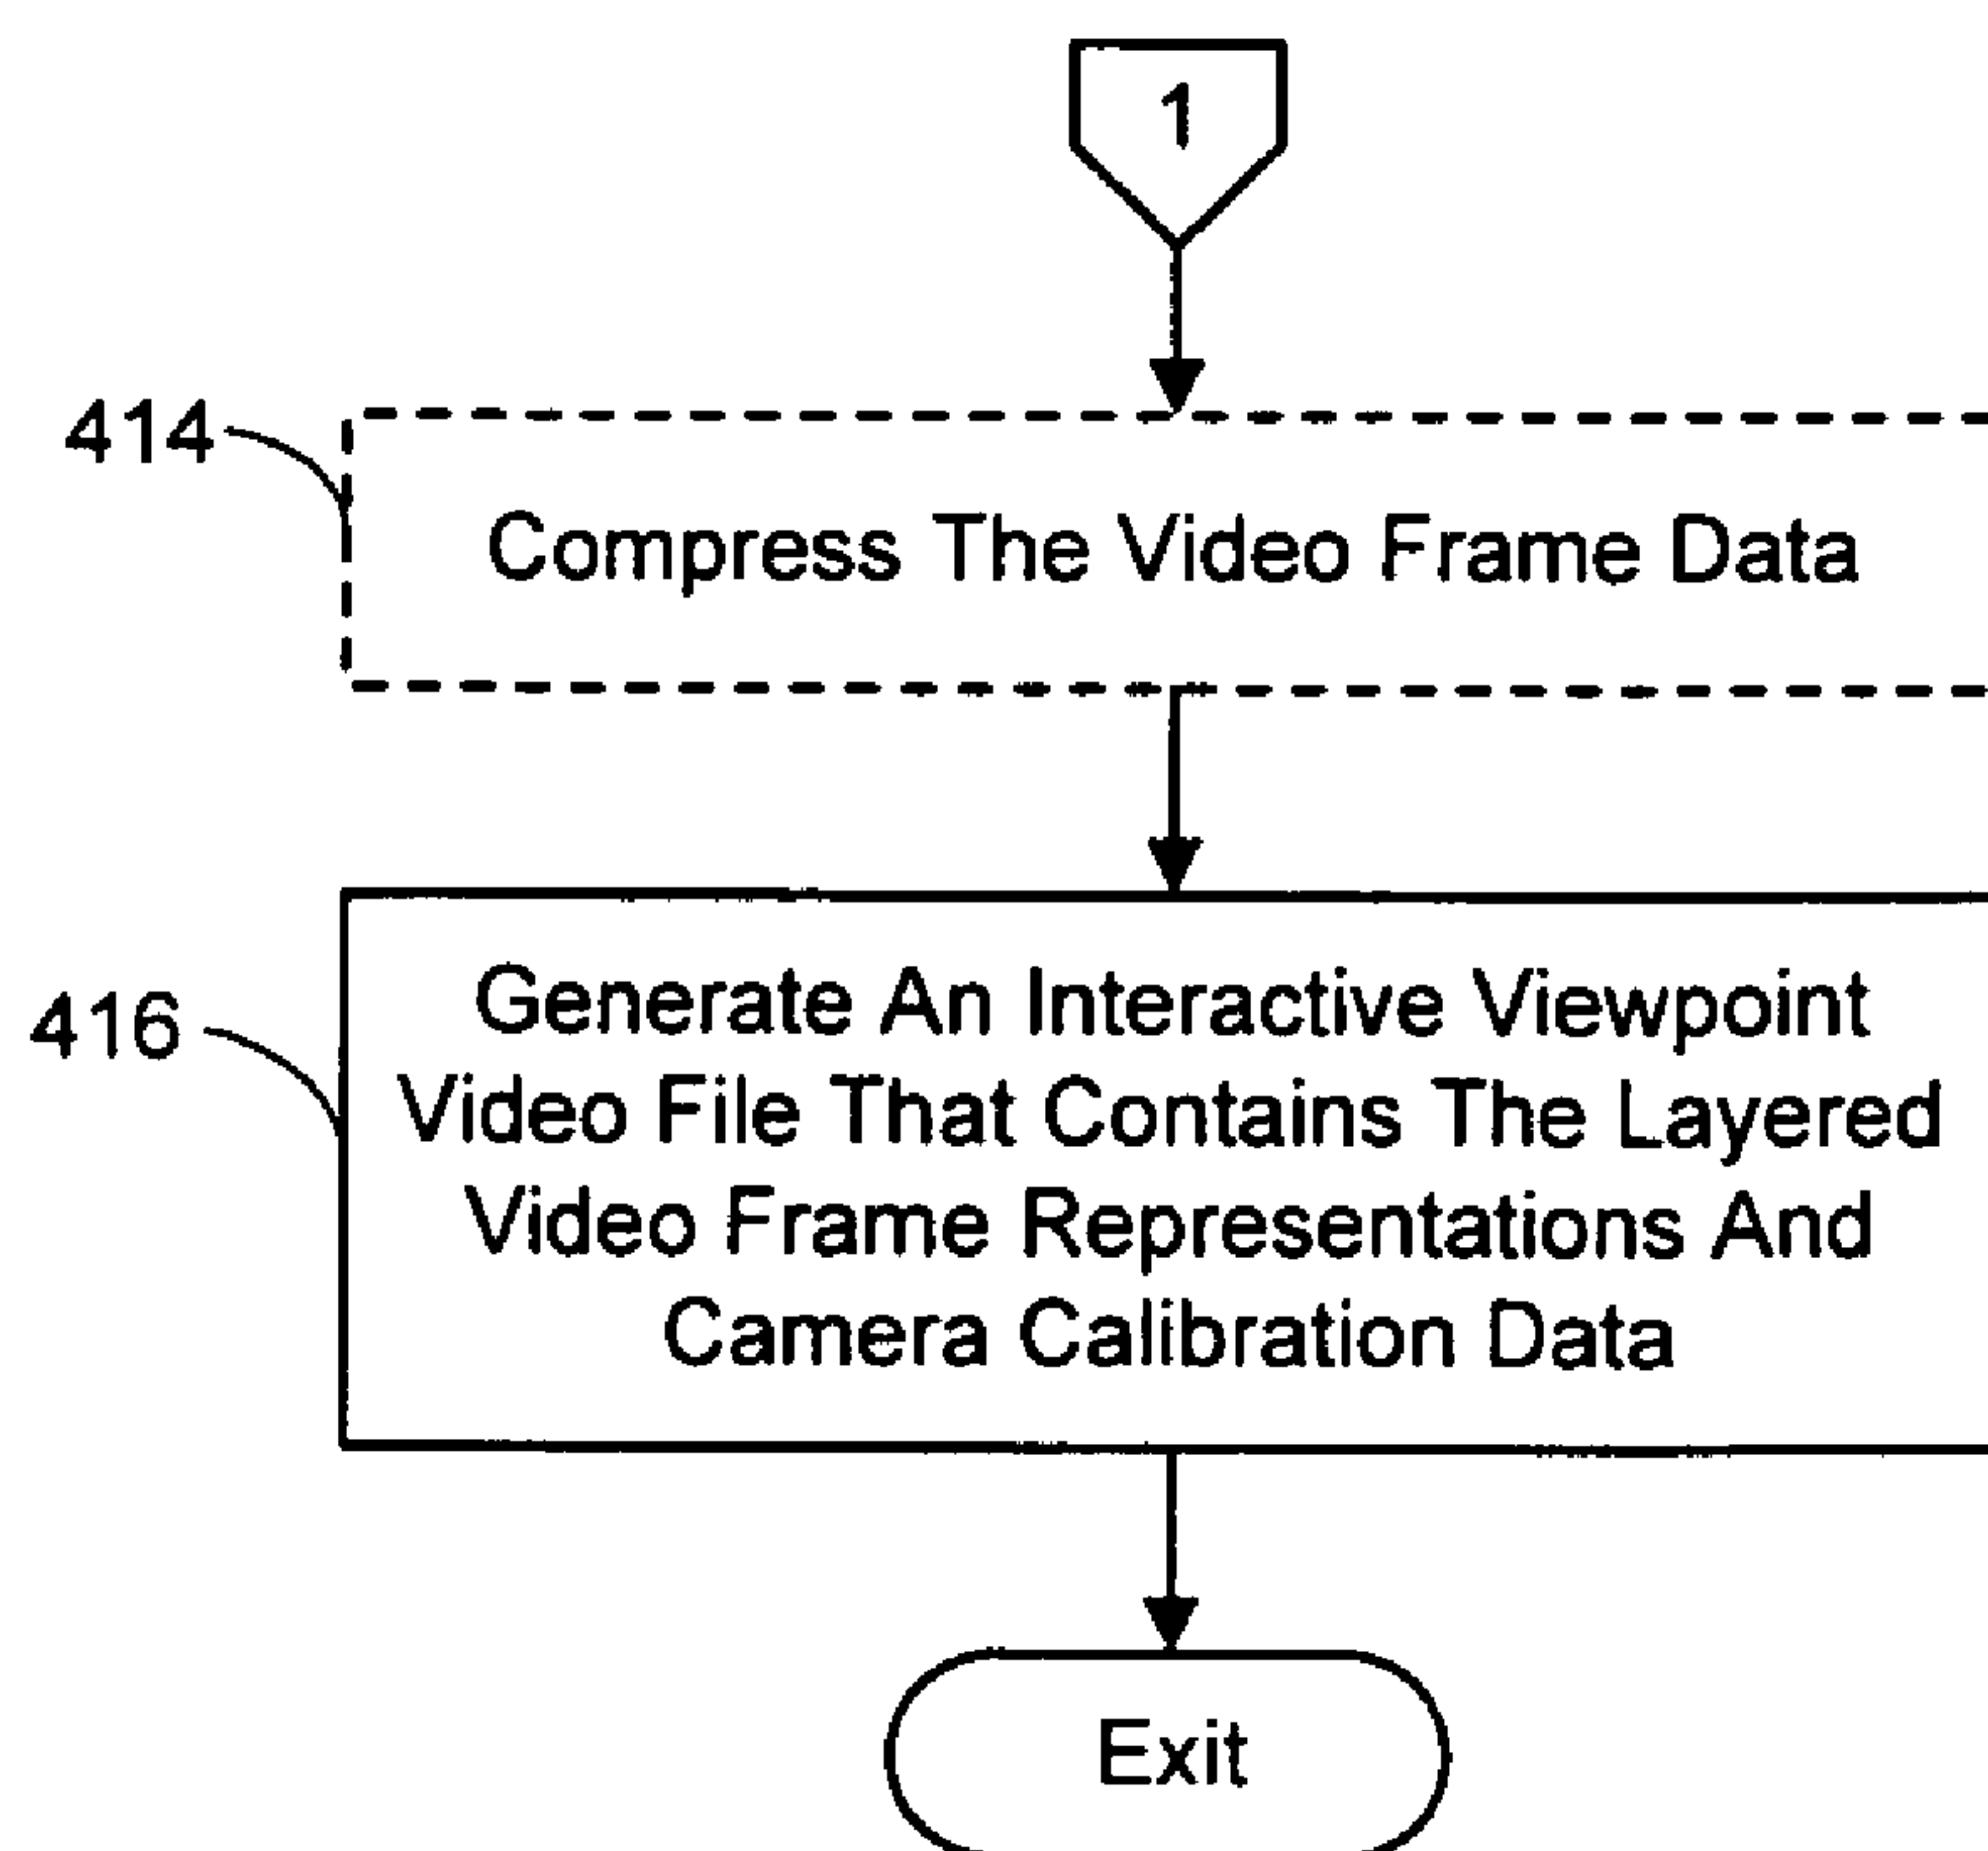 1
414
Compress The Video Frame Data
416
Generate An Interactive Viewpoint
Video File That Contains The Layered
Video Frame Representations And
Camera Calibration Data
Exit